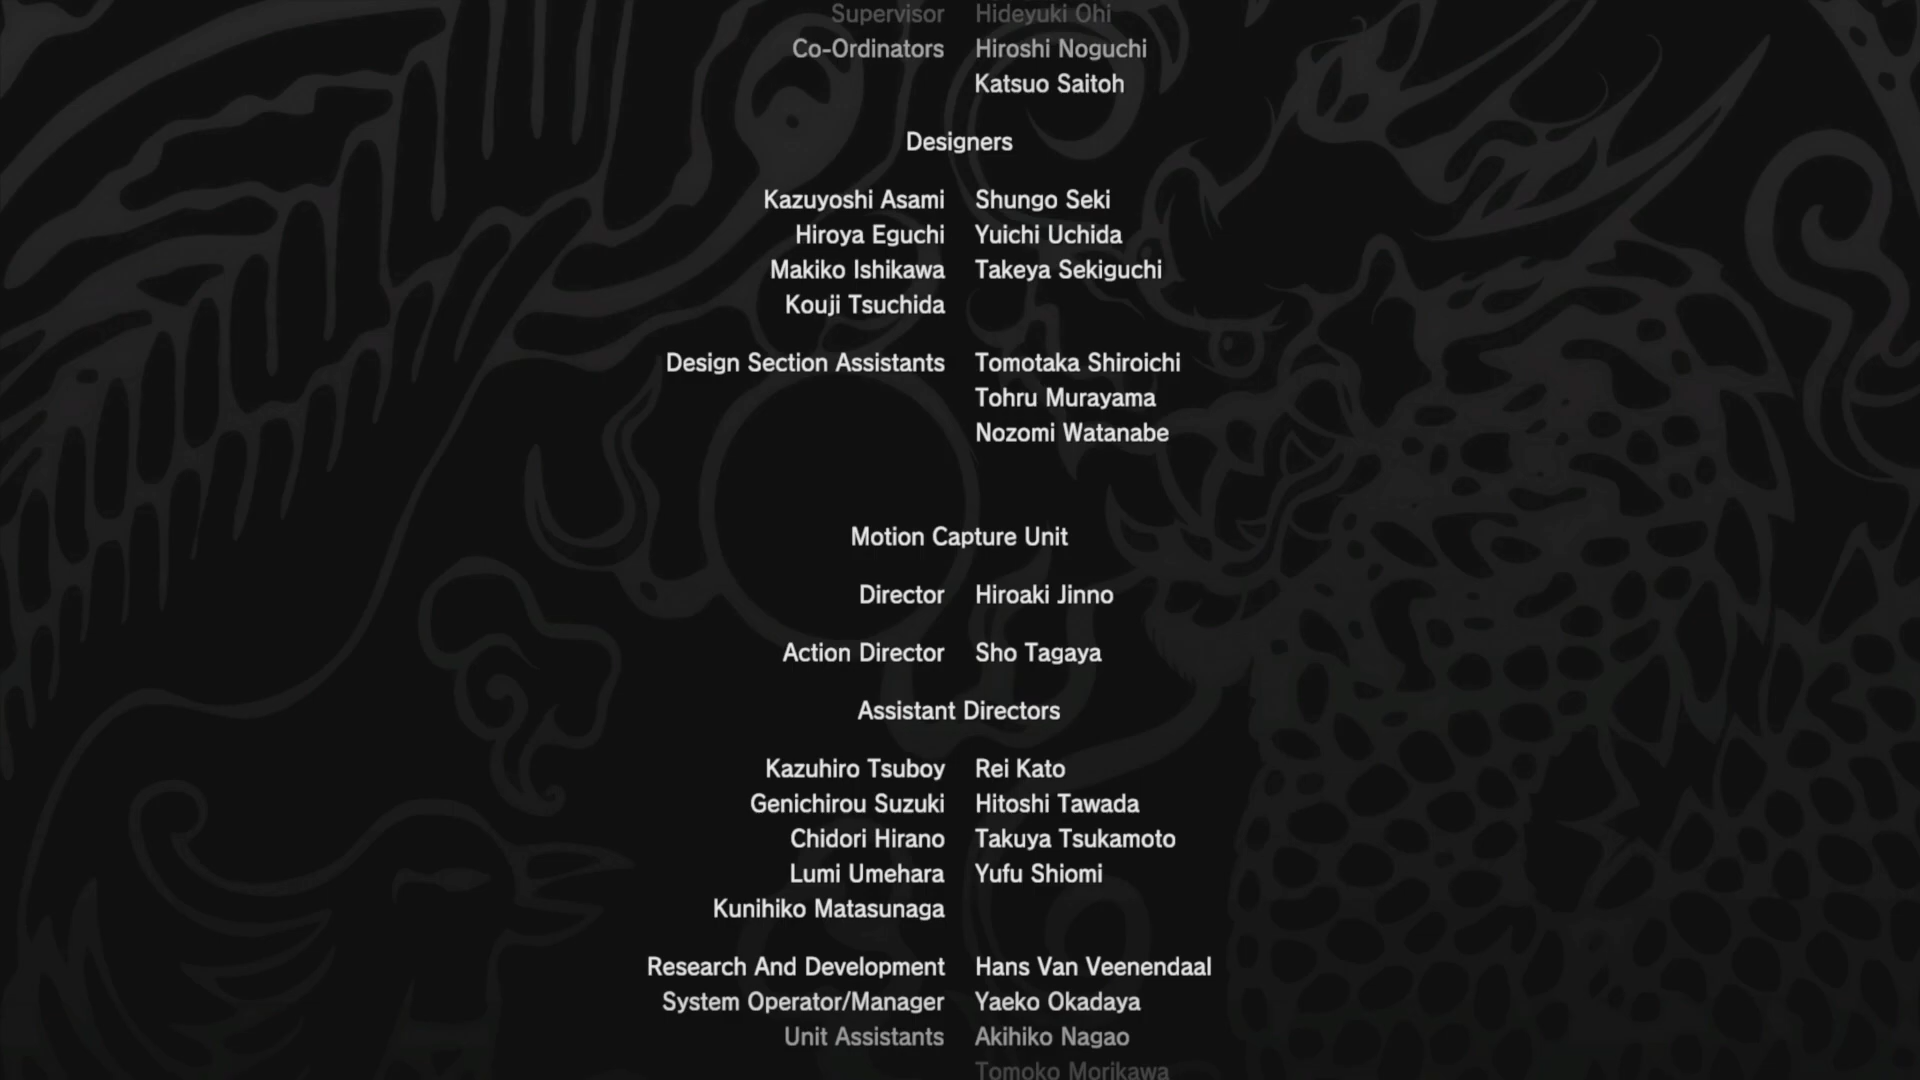 Supervisor Hideyuki Ohi
Co-Ordinators Hiroshi Noguchi
Katsuo Saitoh
Designers
Kazuyoshi Asami Shungo Seki
Hiroya Eguchi Yuichi Uchida
Makiko Ishikawa Takeya Sekiguchi
Kouji Tsuchida
Design Section Assistants Tomotaka Shiroichi
Tohru Murayama
Nozomi Watanabe
Motion Capture Unit
Director Hiroaki Jinno
Action Director Sho Tagaya
Assistant Directors
Kazuhiro Tsuboy Rei Kato
Genichirou Suzuki Hitoshi Tawada
Chidori Hirano Takuya Tsukamoto
Lumi Umehara Yufu Shiomi
Kunihiko Matasunaga
Research And Development Hans Van Veenendaal
System Operator/Manager Yaeko Okadaya
Unit Assistants Akihiko Nagao
Tomoko Morikawa